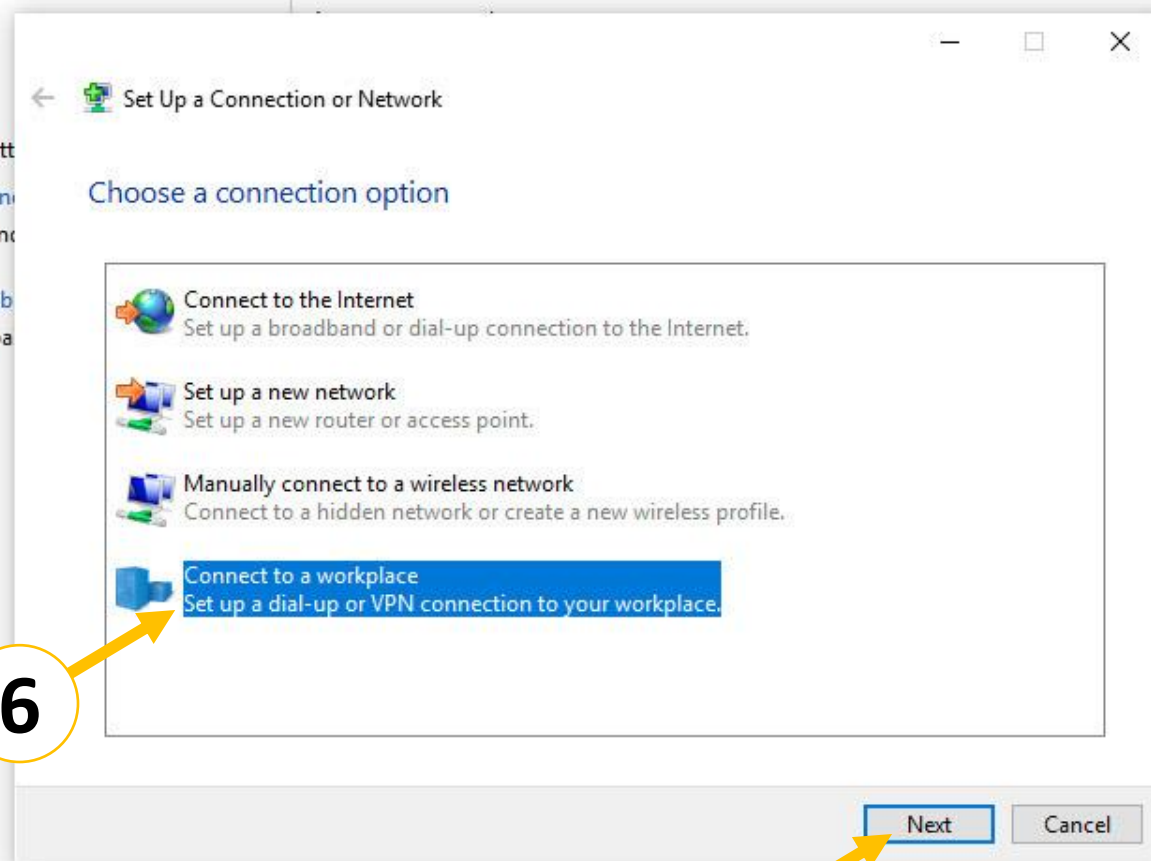 Set Up a Connection or Network
Choose a connection option
Connect to the Internet
Set up a broadband or dial-up connection to the Internet.
Set up a new network
Set up a new router or access point.
Manually connect to a wireless network
Connect to a hidden network or create a new wireless profile.
Connect to a workplace
Set up a dial-up or VPN connection to your workplace.
6
Next Cancel